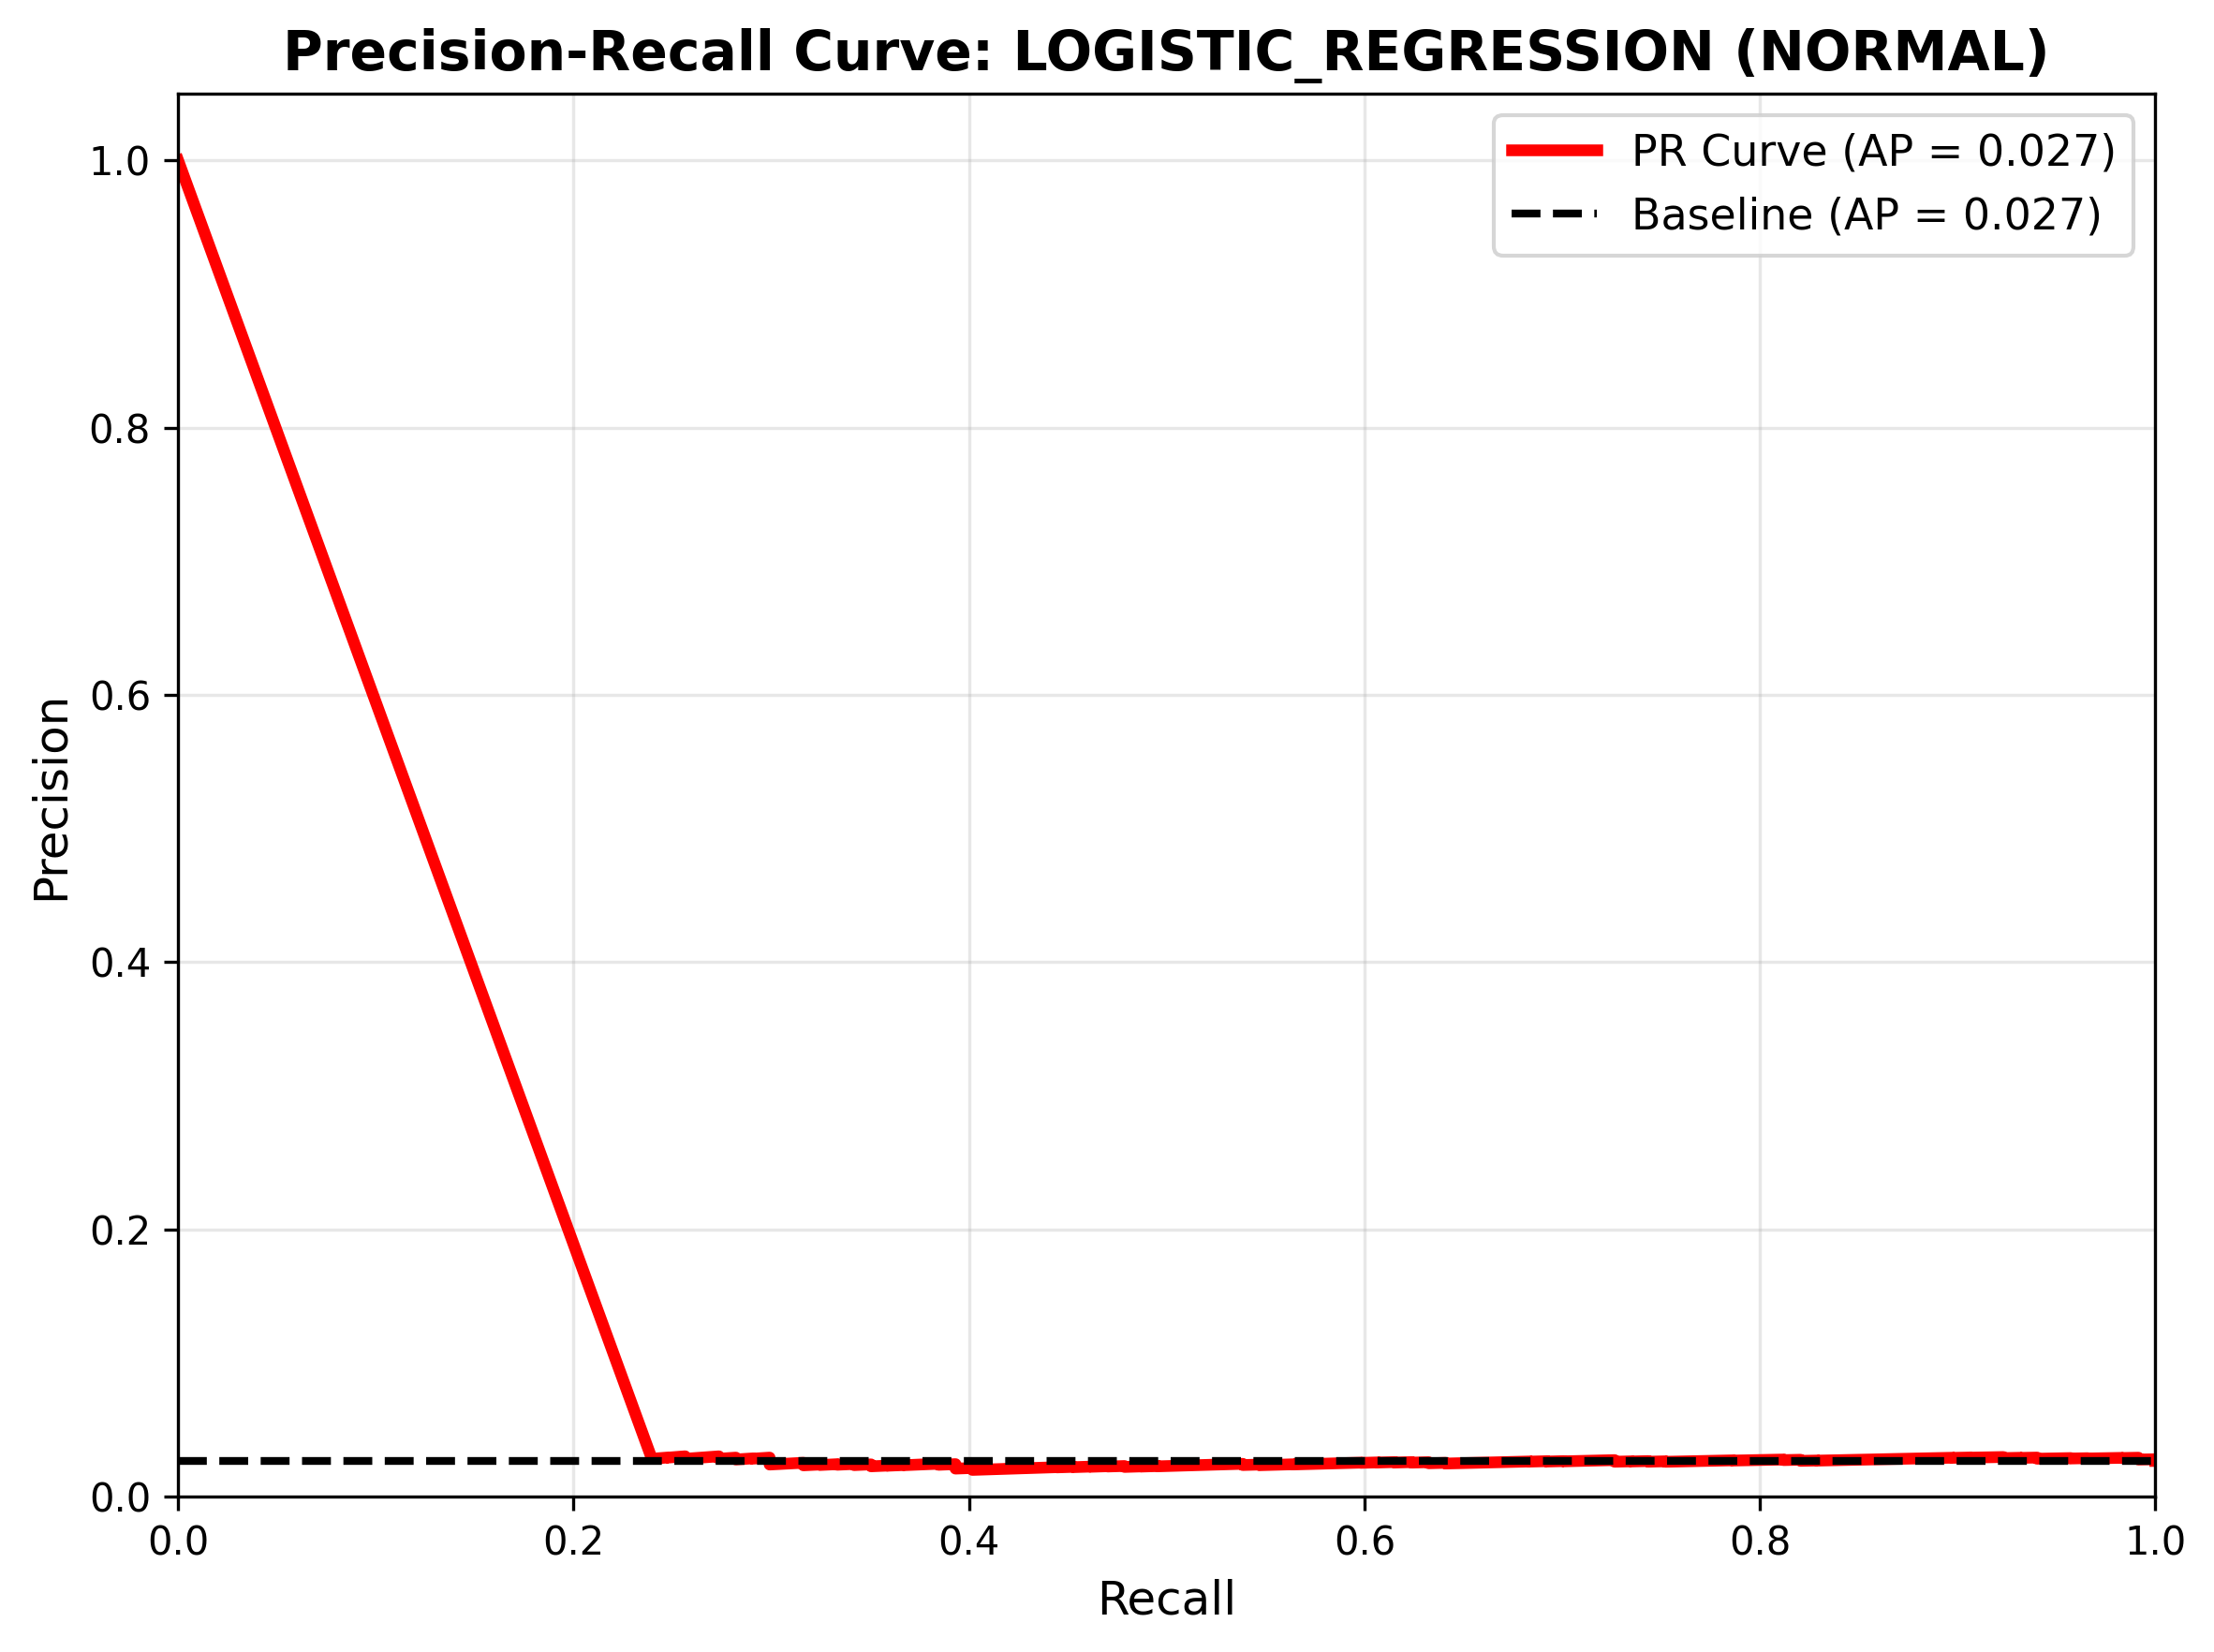 Precision-Recall Curve: LOGISTIC_REGRESSION (NORMAL)
PR Curve (AP = 0.027)
Baseline (AP = 0.027)
Precision
1.0
0.8
0.6
0.4
0.2
0.0
0.0 0.2 0.4 0.6 0.8 1.0
Recall